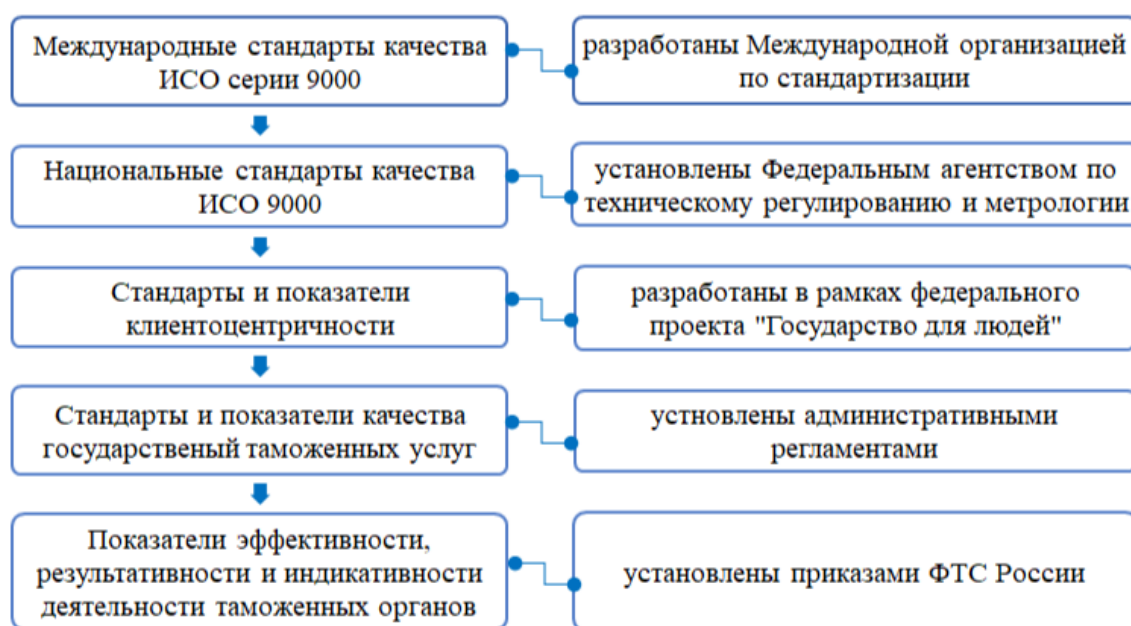 Международные стандарты качества
ИСО серии 9000
разработаны Международной организацией
по стандартизации
Национальные стандарты качества
ИСО 9000
установлены Федеральным агентством по
техническому регулированию и метрологии
Стандарты и показатели
клиентоцентричности
разработаны в рамках федерального
проекта "Государство для людей"
Стандарты и показатели качества
государственый таможенных услуг
устновлены административными
регламентами
Показатели эффективности,
результативности и индикативности
деятельности таможенных органов
установлены приказами ФТС России